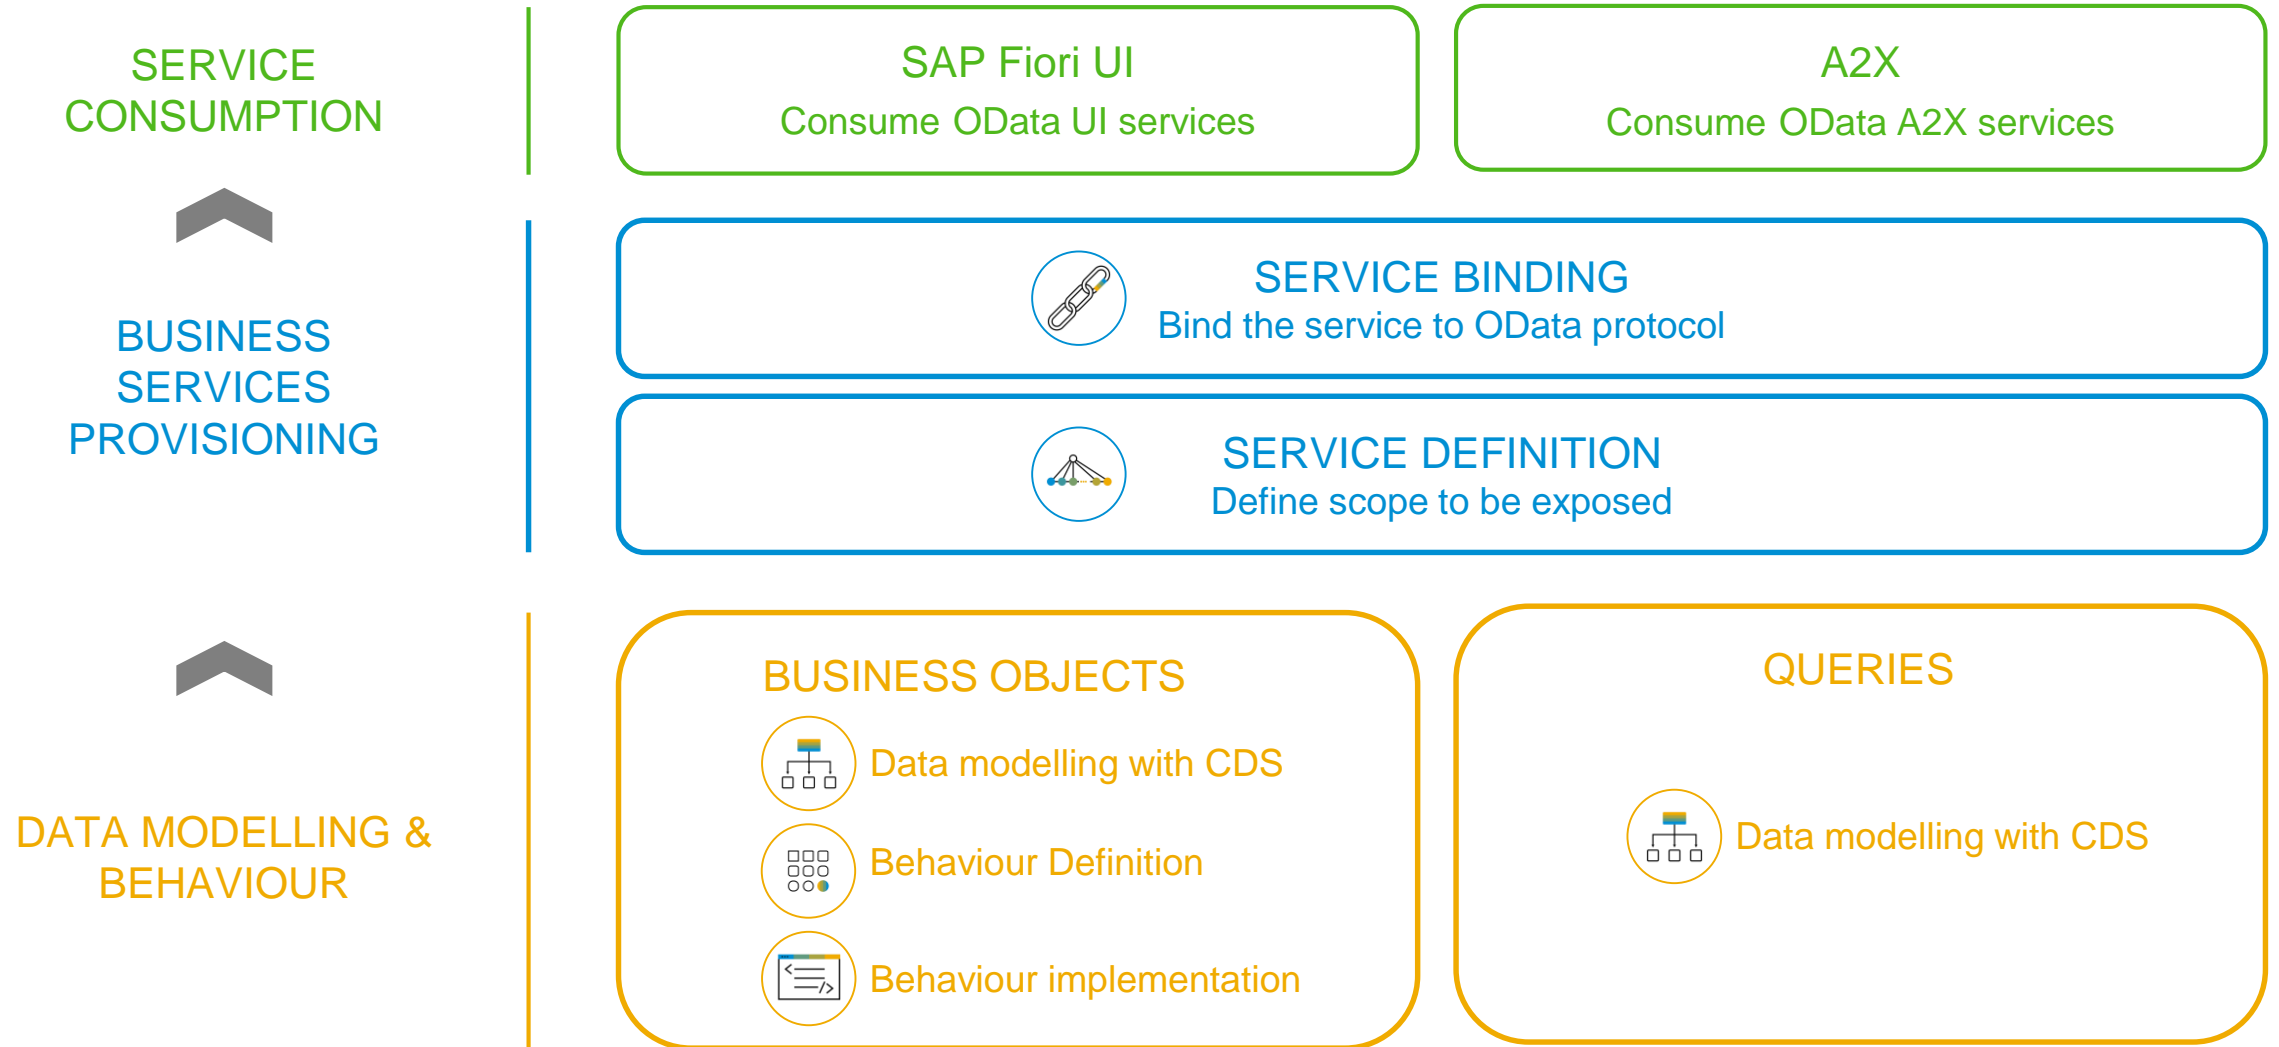 SERVICE
CONSUMPTION
SAP Fiori UI
Consume OData UI services
A2X
Consume OData A2X services
BUSINESS
SERVICES
PROVISIONING
SERVICE BINDING
Bind the service to OData protocol
SERVICE DEFINITION
Define scope to be exposed
DATA MODELLING &
BEHAVIOUR
BUSINESS OBJECTS
Data modelling with CDS
Behaviour Definition
Behaviour implementation
QUERIES
Data modelling with CDS